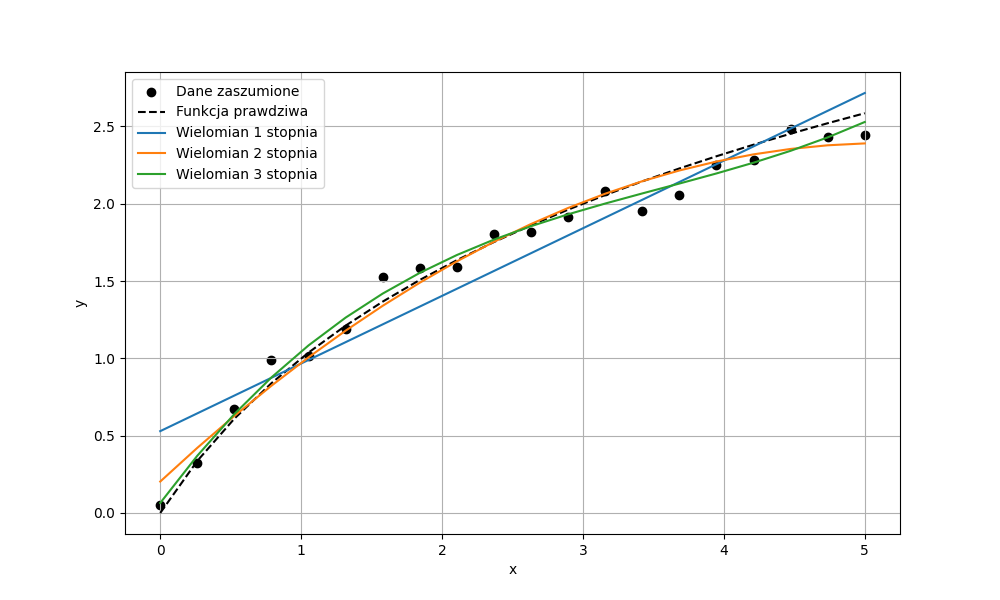 Dane zaszumione
Funkcja prawdziwa
Wielomian 1 stopnia
Wielomian 2 stopnia
Wielomian 3 stopnia
2.5
2.0
1.5
1.0
0.5
0.0
y
0 1 2 3 4 5
x